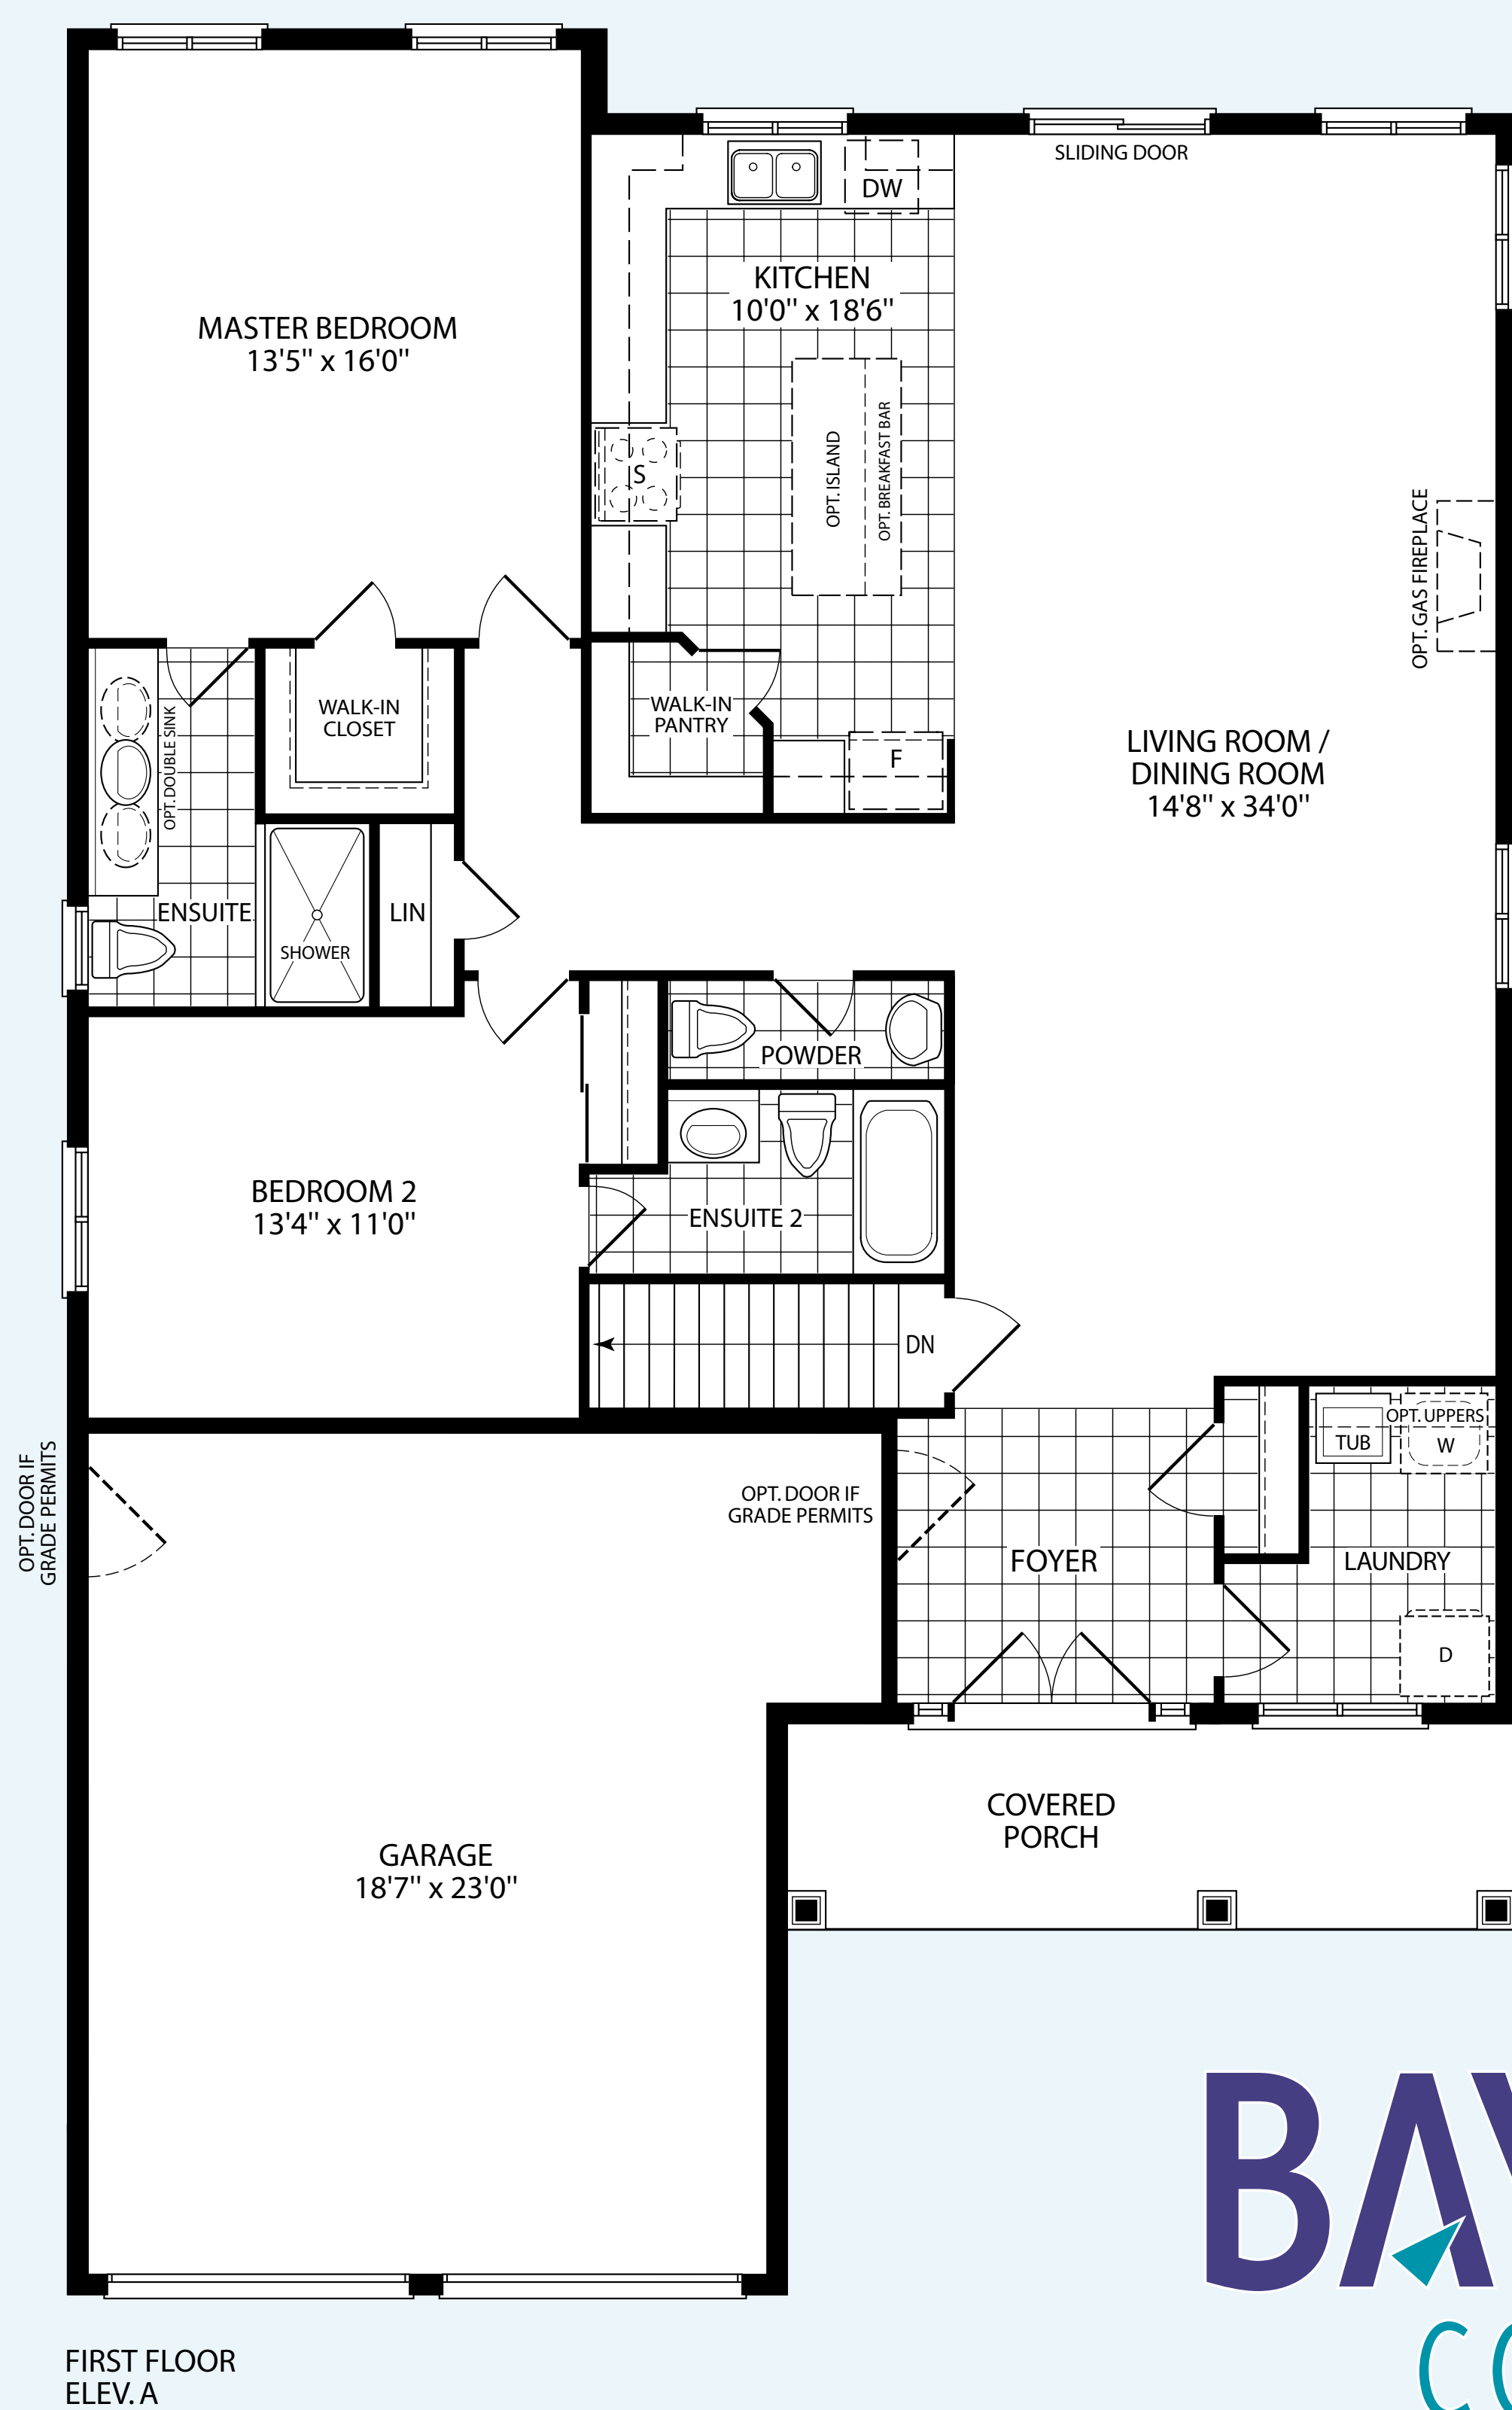 SLIDING DOOR
DW
KITCHEN
10'0" x 18'6"
MASTER BEDROOM
13'5" x 16'0"
S
OPT. ISLAND
OPT. BREAKFAST BAR
OPT. GAS FIREPLACE
WALK-IN
CLOSET
WALK-IN
PANTRY
OPT. DOUBLE SINK
F
LIVING ROOM /
DINING ROOM
14'8" x 34'0"
ENSUITE
SHOWER
LIN
POWDER
BEDROOM 2
13'4" x 11'0"
ENSUITE 2
DN
OPT. UPPERS
TUB
W
OPT. DOOR IF
GRADE PERMITS
OPT. DOOR IF
GRADE PERMITS
FOYER
LAUNDRY
D
COVERED
PORCH
GARAGE
18'7" x 23'0"
BA
FIRST FLOOR
ELEV. A